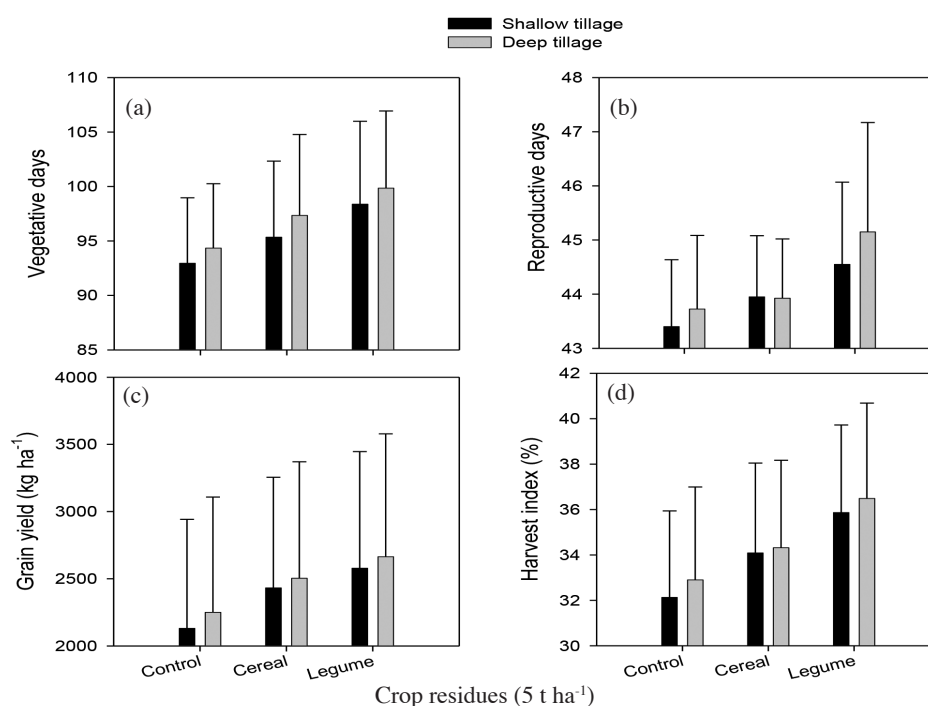 Shallow tillage
Deep tillage
(a)
Vegetative days
110
105
100
95
90
85
(b)
Reproductive days
48
47
46
45
44
43
(c)
Grain yield (kg ha⁻¹)
4000
3500
3000
2500
2000
Control
Cereal
Legume
(d)
Harvest index (%)
42
40
38
36
34
32
30
Control
Cereal
Legume
Crop residues (5 t ha⁻¹)